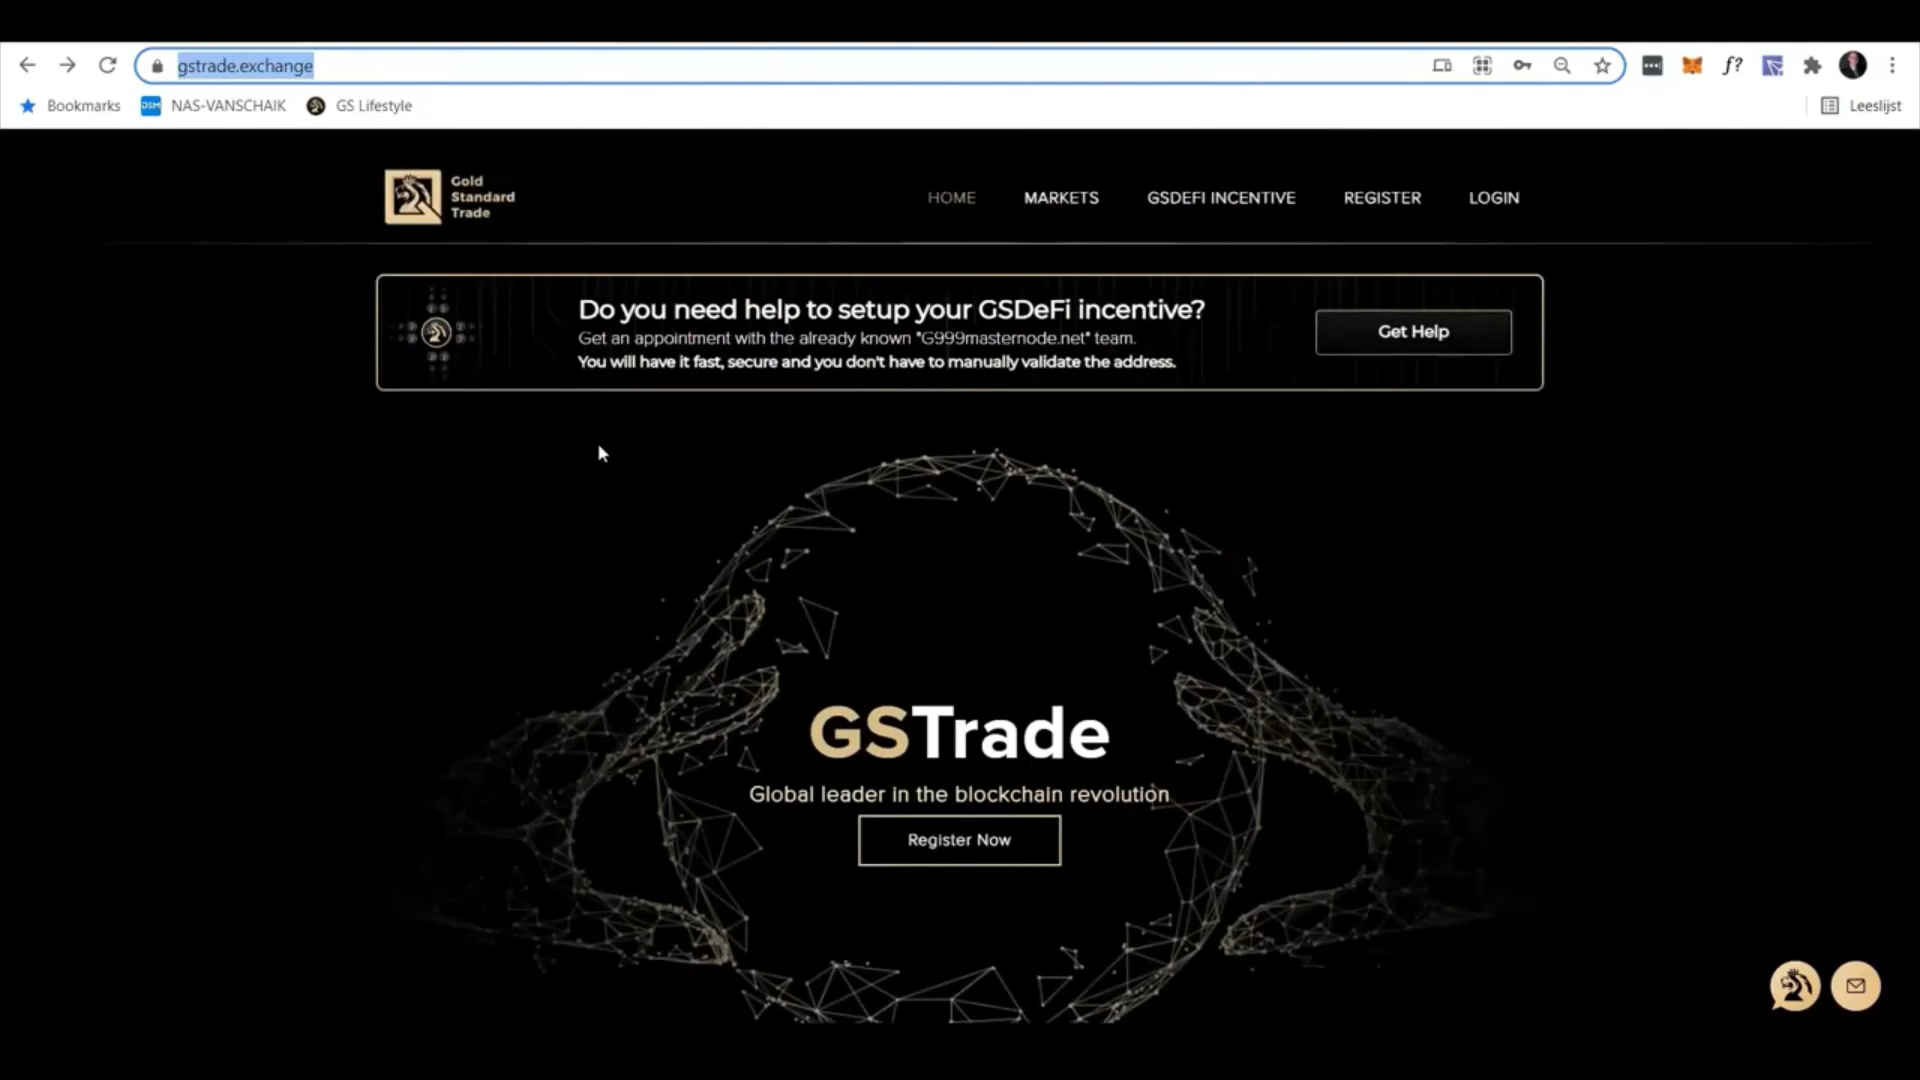 gstrade.exchange
f?
Bookmarks
DSM
NAS-VANSCHAIK
GS Lifestyle
Leeslijst
Gold
Standard
Trade
HOME
MARKETS
GSDEFI INCENTIVE
REGISTER
LOGIN
Do you need help to setup your GSDeFi incentive?
Get an appointment with the already known "G999masternode.net" team.
You will have it fast, secure and you don't have to manually validate the address.
Get Help
GSTrade
Global leader in the blockchain revolution
Register Now